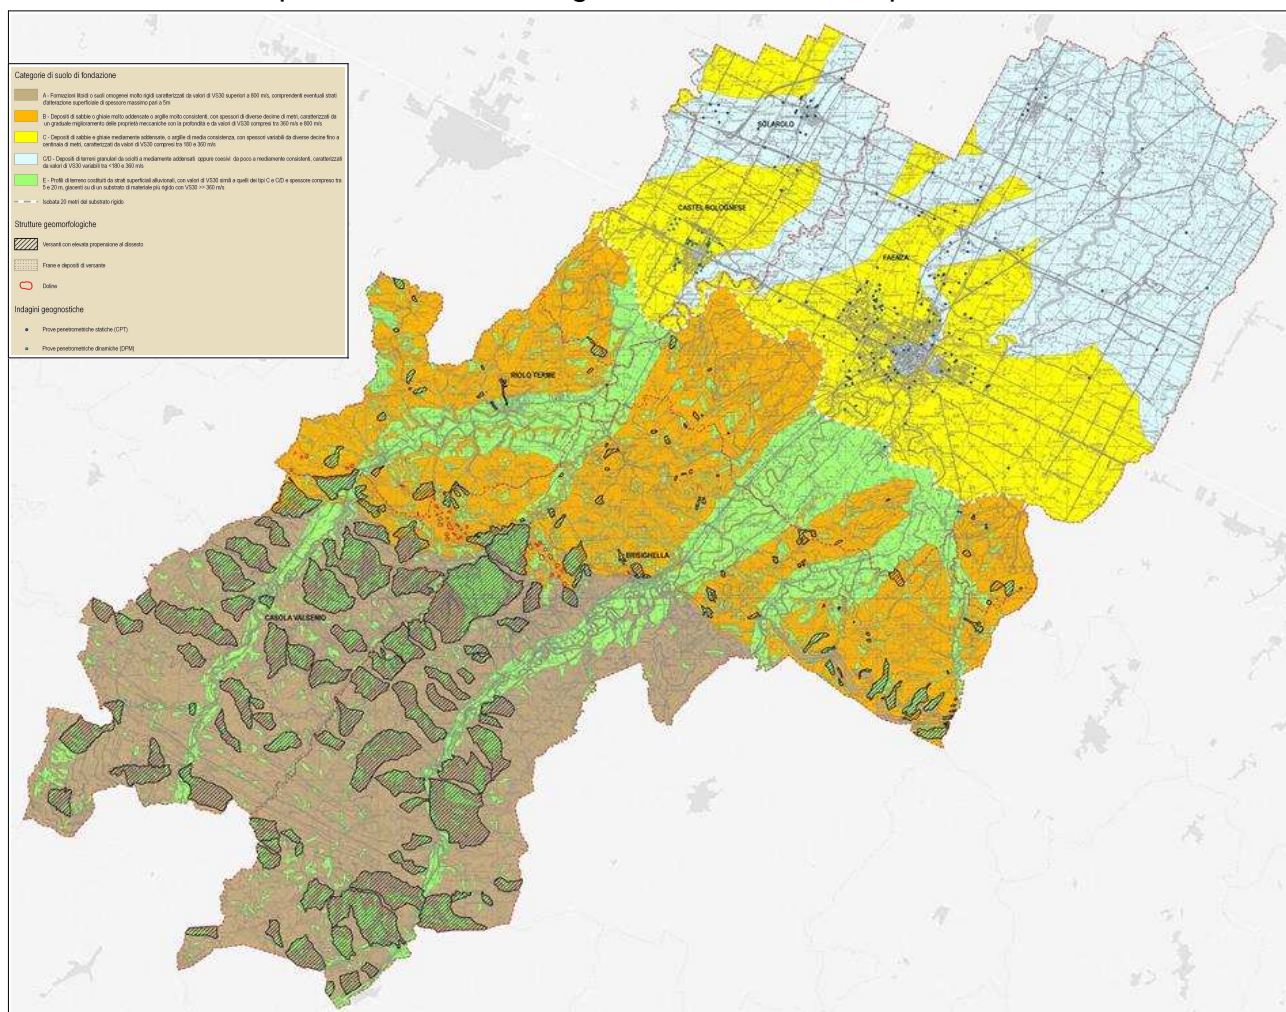 Categorie di suolo di fondazione
A - Formazioni litoidi o suoli omogenei molto rigidi caratterizzati da valori di VS30 superiori a 800 m/s, comprendenti eventuali strati
d'alterazione superficiale di spessore massimo pari a 5m
B - Depositi di sabbie o ghiaie molto addensate o argille molto consistenti, con spessori di diverse decine di metri, caratterizzati da
un graduale miglioramento delle proprietà meccaniche con la profondità e da valori di VS30 compresi tra 360 m/s e 800 m/s
C - Depositi di sabbie e ghiaie mediamente addensate, o argille di media consistenza, con spessori variabili da diverse decine fino a
centinaia di metri, caratterizzati da valori di VS30 compresi tra 180 e 360 m/s
C/D - Depositi di terreni granulari da sciolti a mediamente addensati oppure coesivi da poco a mediamente consistenti, caratterizzati
da valori di VS30 variabili tra <180 e 360 m/s
E - Profili di terreno costituiti da strati superficiali alluvionali, con valori di VS30 simili a quelli dei tipi C e C/D e spessore compreso tra
5 e 20 m, giacenti su di un substrato di materiale più rigido con VS30 >> 360 m/s
Isobata 20 metri del substrato rigido
Strutture geomorfologiche
Versanti con elevata propensione al dissesto
Frane e depositi di versante
Doline
Indagini geognostiche
Prove penetrometriche statiche (CPT)
Prove penetrometriche dinamiche (DPM)
SOLAROLO
CASTEL BOLOGNESE
FAENZA
RIOLO TERME
BRISIGHELLA
CASOLA VALSENIO